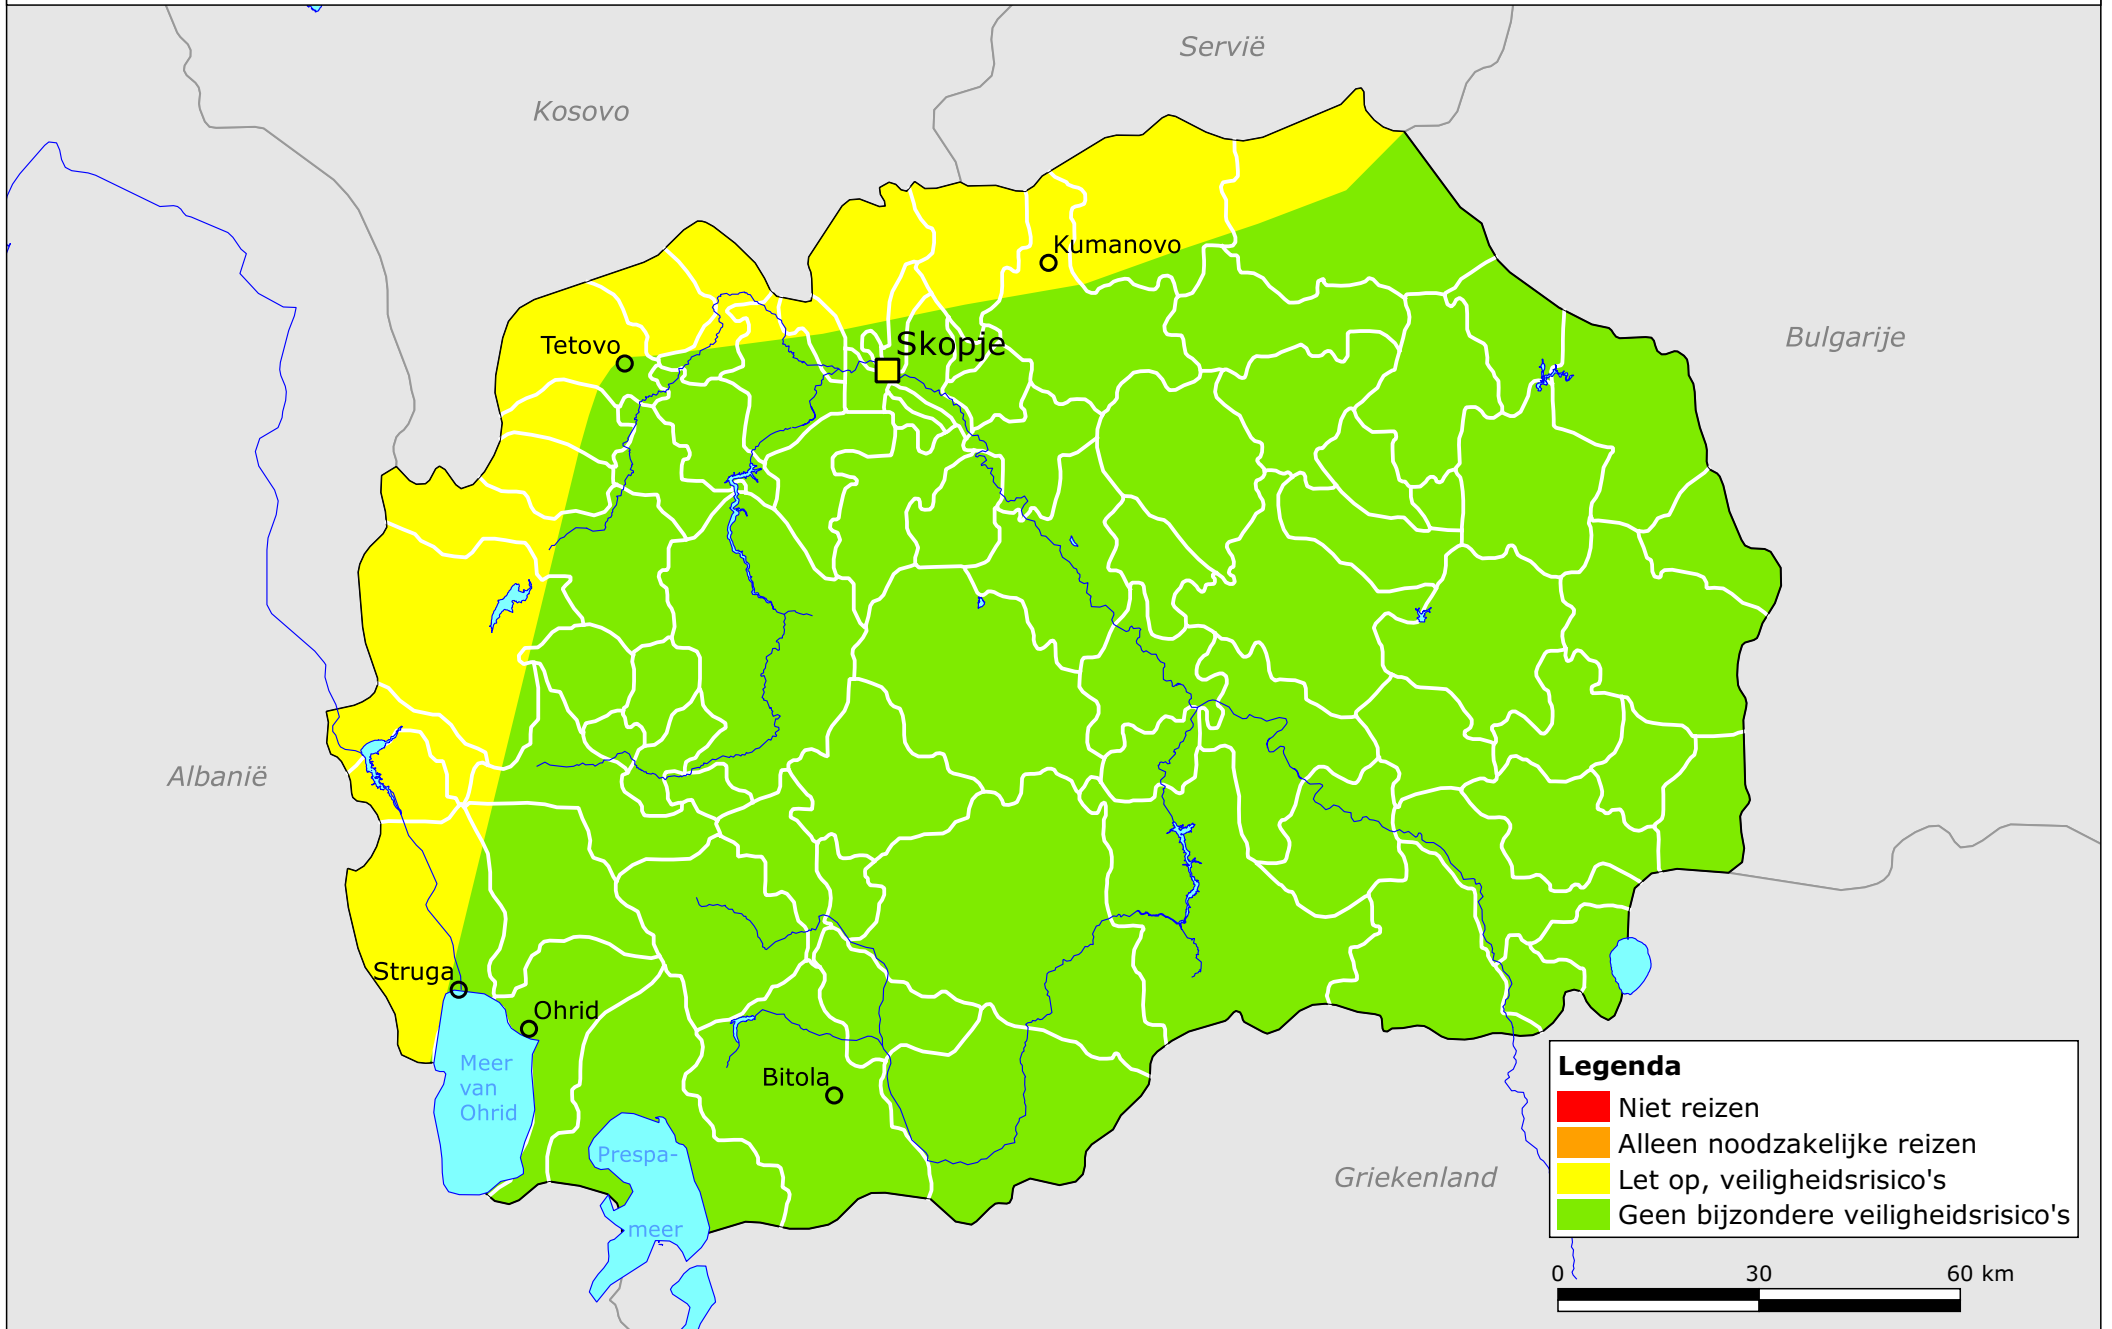 Servië
Kosovo
Kumanovo
Bulgarije
Tetovo
Skopje
Albanië
Struga
Ohrid
Meer
van
Ohrid
Bitola
Prespa-
meer
Griekenland
Legenda
Niet reizen
Alleen noodzakelijke reizen
Let op, veiligheidsrisico's
Geen bijzondere veiligheidsrisico's
0 30 60 km